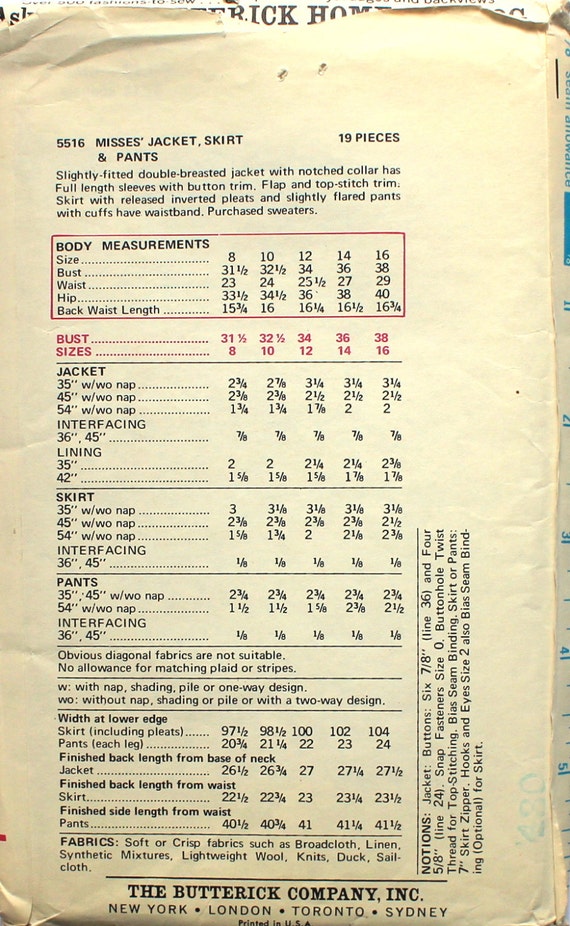 5516 MISSES' JACKET, SKIRT 19 PIECES
& PANTS
Slightly-fitted double-breasted jacket with notched collar has
Full length sleeves with button trim. Flap and top-stitch trim.
Skirt with released inverted pleats and slightly flared pants
with cuffs have waistband. Purchased sweaters.
BODY MEASUREMENTS
Size 8 10 12 14 16
Bust 31½ 32½ 34 36 38
Waist 23 24 25½ 27 29
Hip 33½ 34½ 36 38 40
Back Waist Length 15¾ 16 16¼ 16½ 16¾
BUST 31 ½ 32 ½ 34 36 38
SIZES 8 10 12 14 16
JACKET
35" w/wo nap 2¾ 2⅞ 3¼ 3¼ 3¼
45" w/wo nap 2⅜ 2⅜ 2½ 2½ 2½
54" w/wo nap 1¾ 1¾ 1⅞ 2 2
INTERFACING
36", 45" ⅞ ⅞ ⅞ ⅞ ⅞
LINING
35" 2 2 2¼ 2¼ 2⅜
42" 1⅝ 1⅝ 1⅝ 1⅞ 1⅞
SKIRT
35" w/wo nap 3 3⅛ 3⅛ 3⅛ 3⅛
45" w/wo nap 2⅜ 2⅜ 2⅜ 2⅜ 2½
54" w/wo nap 1⅝ 1¾ 2 2⅛ 2⅜
INTERFACING
36", 45" ⅛ ⅛ ⅛ ⅛ ⅛
PANTS
35", 45" w/wo nap 2¾ 2¾ 2¾ 2¾ 2¾
54" w/wo nap 1½ 1½ 1⅝ 2⅜ 2½
INTERFACING
36", 45" ⅛ ⅛ ⅛ ⅛ ⅛
Obvious diagonal fabrics are not suitable.
No allowance for matching plaid or stripes.
w: with nap, shading, pile or one-way design.
wo: without nap, shading or pile or with a two-way design.
Width at lower edge
Skirt (including pleats) 97½ 98½ 100 102 104
Pants (each leg) 20¾ 21¼ 22 23 24
Finished back length from base of neck
Jacket 26½ 26¾ 27 27¼ 27½
Finished back length from waist
Skirt 22½ 22¾ 23 23¼ 23½
Finished side length from waist
Pants 40½ 40¾ 41 41¼ 41½
FABRICS: Soft or Crisp fabrics such as Broadcloth, Linen,
Synthetic Mixtures, Lightweight Wool, Knits, Duck, Sail-
cloth.
NOTIONS: Jacket: Buttons: Six 7/8" (line 36) and Four
5/8" (line 24), Snap Fasteners Size 0, Buttonhole Twist
Thread for Top-Stitching, Bias Seam Binding. Skirt or Pants:
7" Skirt Zipper, Hooks and Eyes Size 2 also Bias Seam Bind-
ing (Optional) for Skirt.
THE BUTTERICK COMPANY, INC.
NEW YORK • LONDON • TORONTO • SYDNEY
Printed in U.S.A.